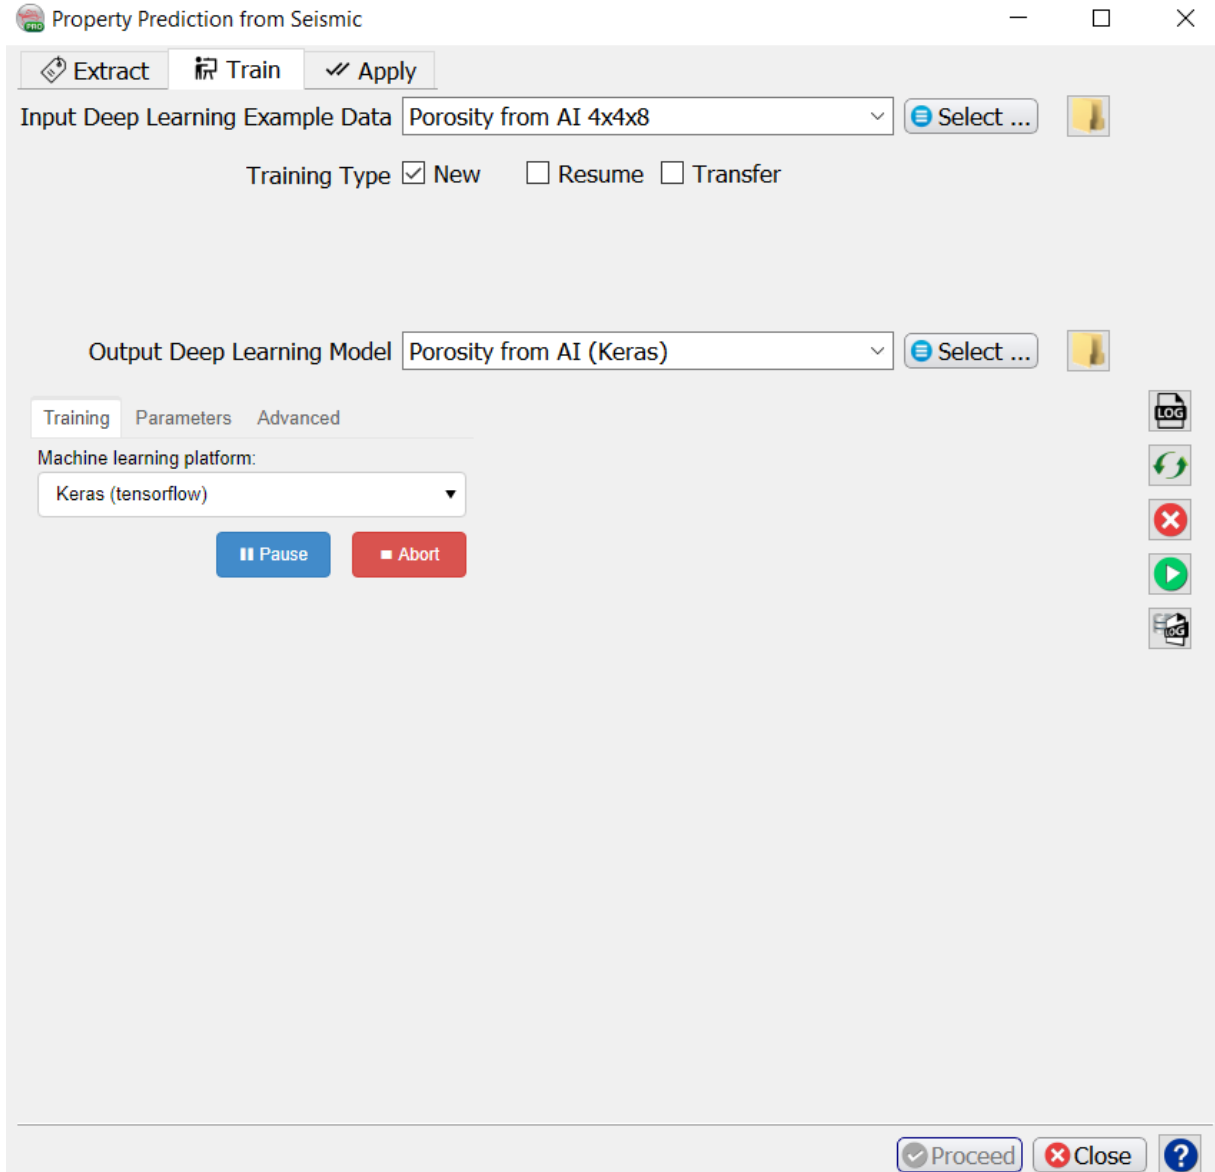 Property Prediction from Seismic
Extract Train Apply
Input Deep Learning Example Data Porosity from AI 4x4x8 Select ...
Training Type New Resume Transfer
Output Deep Learning Model Porosity from AI (Keras) Select ...
Training Parameters Advanced
LOG
Machine learning platform:
Keras (tensorflow)
Pause Abort
LOG
Proceed Close ?